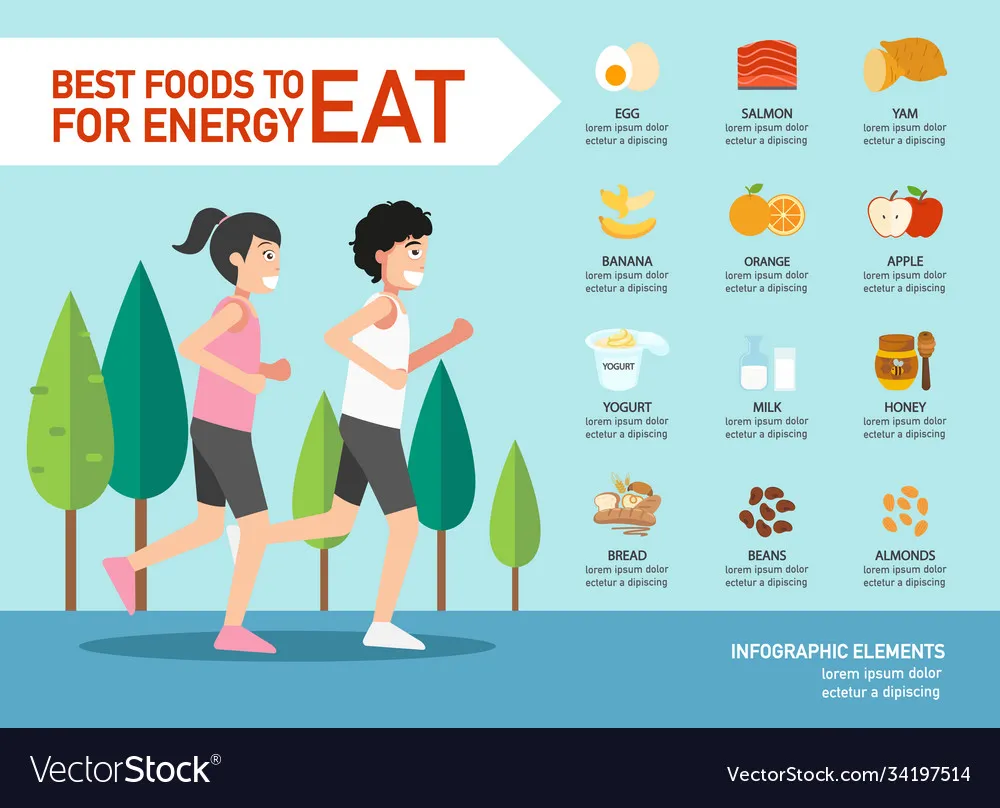 BEST FOODS TO
FOR ENERGY
EAT
EGG
lorem ipsum dolor
ectetur a dipiscing
SALMON
lorem ipsum dolor
ectetur a dipiscing
YAM
lorem ipsum dolor
ectetur a dipiscing
BANANA
lorem ipsum dolor
ectetur a dipiscing
ORANGE
lorem ipsum dolor
ectetur a dipiscing
APPLE
lorem ipsum dolor
ectetur a dipiscing
YOGURT
YOGURT
lorem ipsum dolor
ectetur a dipiscing
MILK
lorem ipsum dolor
ectetur a dipiscing
HONEY
lorem ipsum dolor
ectetur a dipiscing
BREAD
lorem ipsum dolor
ectetur a dipiscing
BEANS
lorem ipsum dolor
ectetur a dipiscing
ALMONDS
lorem ipsum dolor
ectetur a dipiscing
INFOGRAPHIC ELEMENTS
lorem ipsum dolor
ectetur a dipiscing
VectorStock®
VectorStock.com/34197514